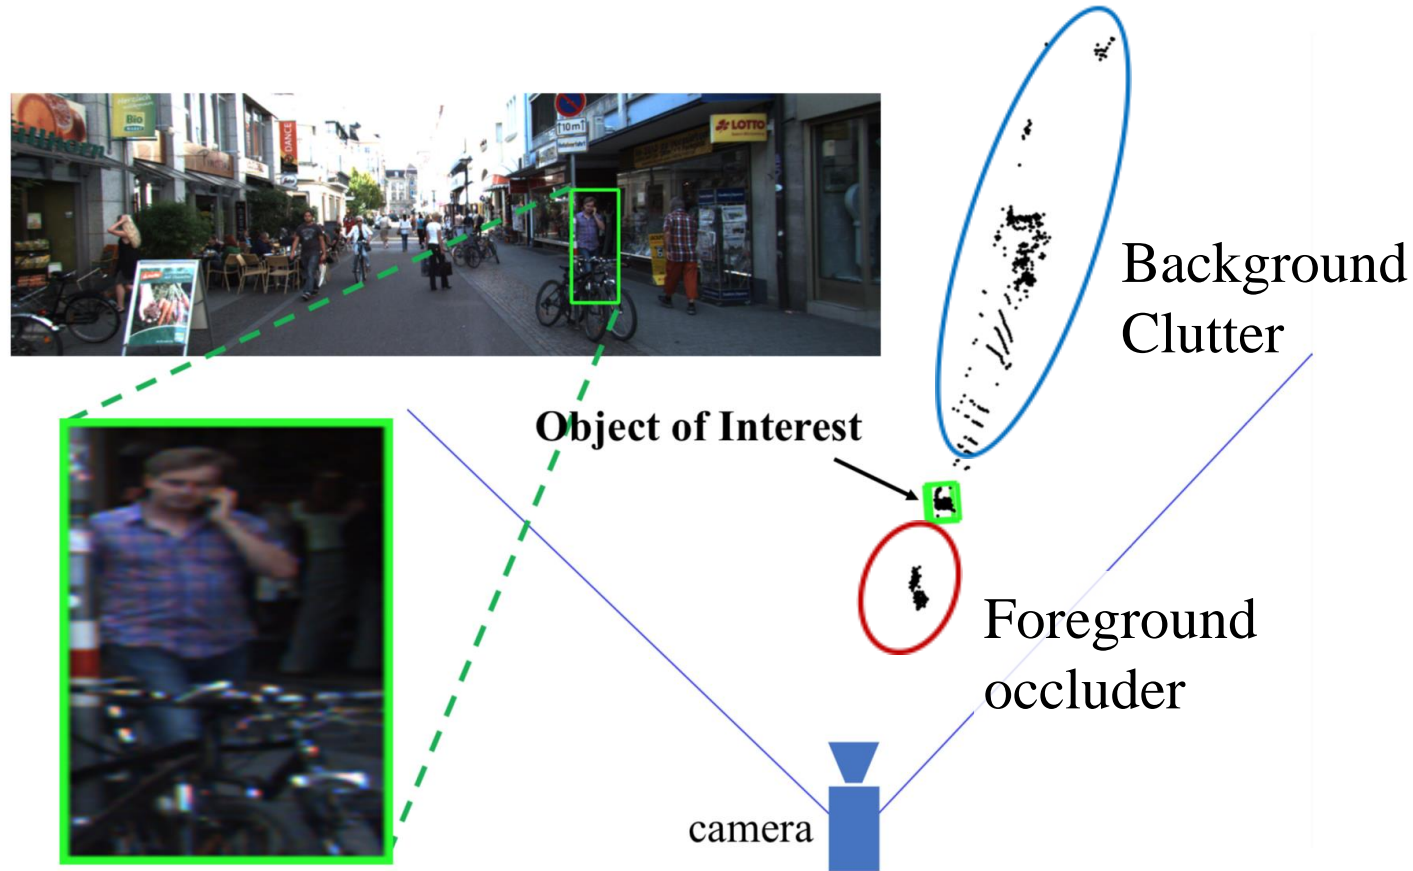 Bio
DANCE
10m
LOTTO
Background
Clutter
Object of Interest
Foreground
occluder
camera